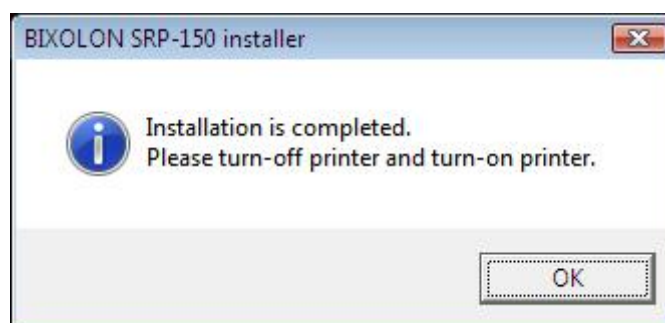 BIXOLON SRP-150 installer
Installation is completed.
Please turn-off printer and turn-on printer.
OK